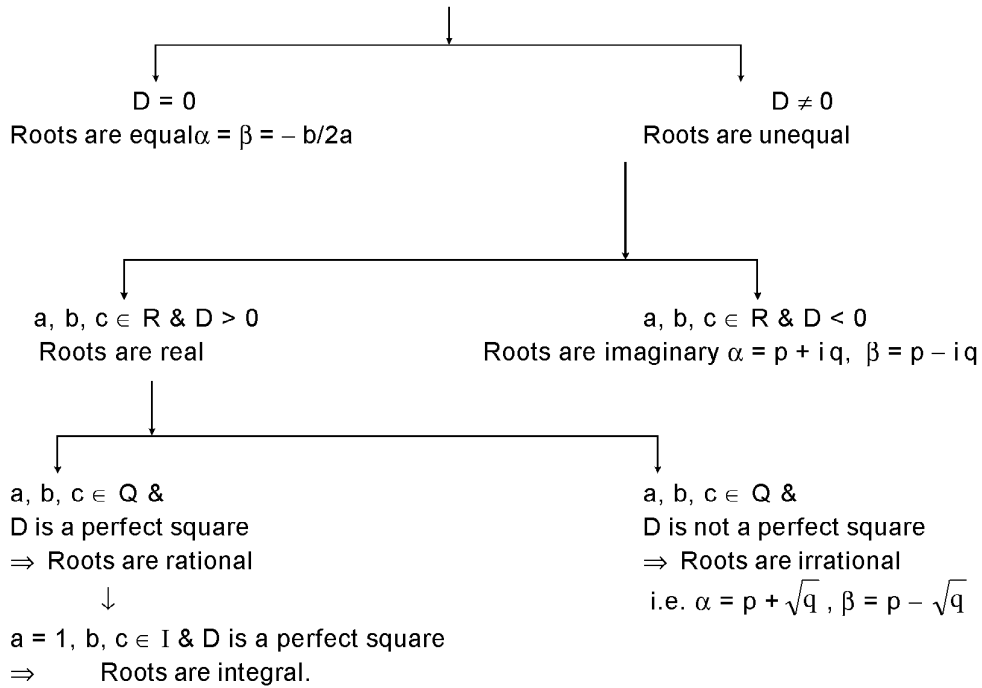 D = 0
D ≠ 0
Roots are equalα = β = – b/2a
Roots are unequal
a, b, c ∈ R & D > 0
a, b, c ∈ R & D < 0
Roots are real
Roots are imaginary α = p + i q, β = p – i q
a, b, c ∈ Q &
D is a perfect square
⇒ Roots are rational
↓
a = 1, b, c ∈ I & D is a perfect square
⇒ Roots are integral.
a, b, c ∈ Q &
D is not a perfect square
⇒ Roots are irrational
i.e. α = p + √q , β = p – √q